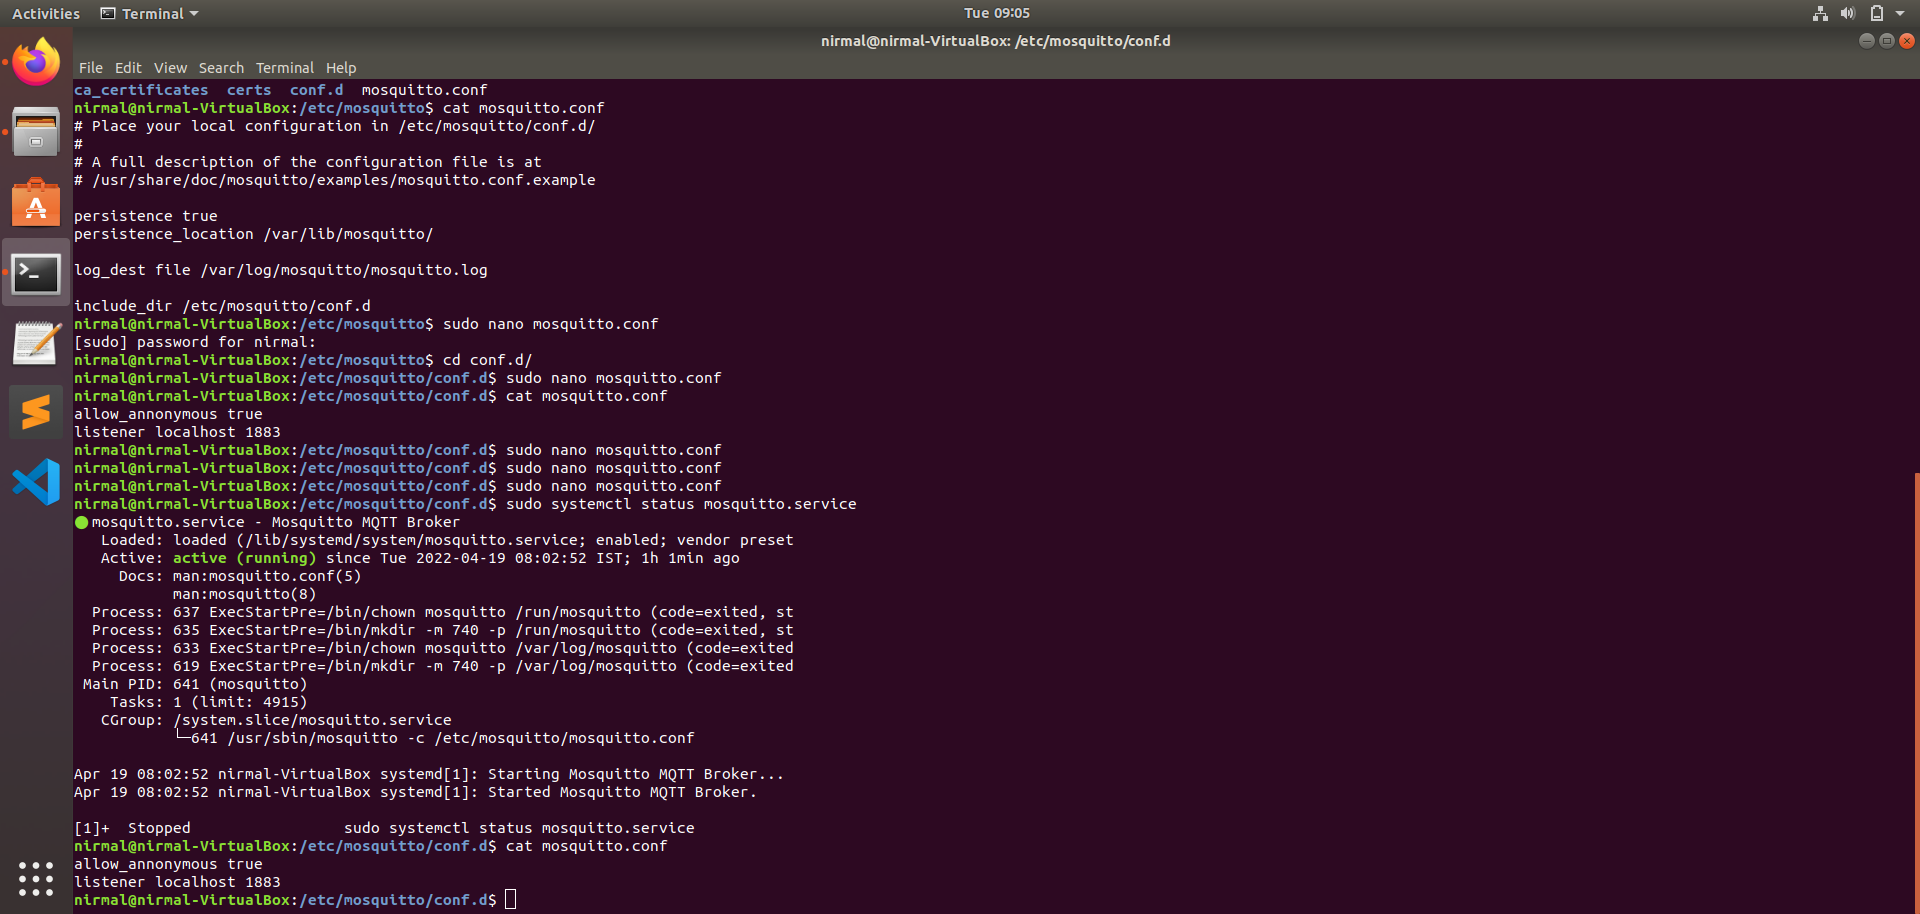 Activities Terminal Tue 09:05
nirmal@nirmal-VirtualBox: /etc/mosquitto/conf.d
File Edit View Search Terminal Help
ca_certificates certs conf.d mosquitto.conf
nirmal@nirmal-VirtualBox:/etc/mosquitto$ cat mosquitto.conf
# Place your local configuration in /etc/mosquitto/conf.d/
#
# A full description of the configuration file is at
# /usr/share/doc/mosquitto/examples/mosquitto.conf.example
persistence true
persistence_location /var/lib/mosquitto/
log_dest file /var/log/mosquitto/mosquitto.log
include_dir /etc/mosquitto/conf.d
nirmal@nirmal-VirtualBox:/etc/mosquitto$ sudo nano mosquitto.conf
[sudo] password for nirmal:
nirmal@nirmal-VirtualBox:/etc/mosquitto$ cd conf.d/
nirmal@nirmal-VirtualBox:/etc/mosquitto/conf.d$ sudo nano mosquitto.conf
nirmal@nirmal-VirtualBox:/etc/mosquitto/conf.d$ cat mosquitto.conf
allow_annonymous true
listener localhost 1883
nirmal@nirmal-VirtualBox:/etc/mosquitto/conf.d$ sudo nano mosquitto.conf
nirmal@nirmal-VirtualBox:/etc/mosquitto/conf.d$ sudo nano mosquitto.conf
nirmal@nirmal-VirtualBox:/etc/mosquitto/conf.d$ sudo nano mosquitto.conf
nirmal@nirmal-VirtualBox:/etc/mosquitto/conf.d$ sudo systemctl status mosquitto.service
● mosquitto.service - Mosquitto MQTT Broker
Loaded: loaded (/lib/systemd/system/mosquitto.service; enabled; vendor preset
Active: active (running) since Tue 2022-04-19 08:02:52 IST; 1h 1min ago
Docs: man:mosquitto.conf(5)
man:mosquitto(8)
Process: 637 ExecStartPre=/bin/chown mosquitto /run/mosquitto (code=exited, st
Process: 635 ExecStartPre=/bin/mkdir -m 740 -p /run/mosquitto (code=exited, st
Process: 633 ExecStartPre=/bin/chown mosquitto /var/log/mosquitto (code=exited
Process: 619 ExecStartPre=/bin/mkdir -m 740 -p /var/log/mosquitto (code=exited
Main PID: 641 (mosquitto)
Tasks: 1 (limit: 4915)
CGroup: /system.slice/mosquitto.service
└─641 /usr/sbin/mosquitto -c /etc/mosquitto/mosquitto.conf
Apr 19 08:02:52 nirmal-VirtualBox systemd[1]: Starting Mosquitto MQTT Broker...
Apr 19 08:02:52 nirmal-VirtualBox systemd[1]: Started Mosquitto MQTT Broker.
[1]+ Stopped sudo systemctl status mosquitto.service
nirmal@nirmal-VirtualBox:/etc/mosquitto/conf.d$ cat mosquitto.conf
allow_annonymous true
listener localhost 1883
nirmal@nirmal-VirtualBox:/etc/mosquitto/conf.d$